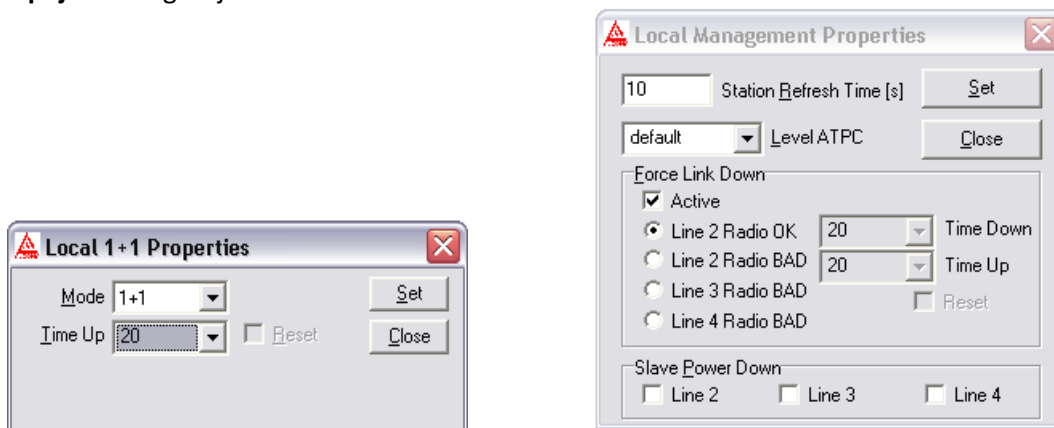 Local 1+1 Properties
Mode 1+1 Set
Time Up 20 Reset Close
Local Management Properties
10 Station Refresh Time [s] Set
default Level ATPC Close
Force Link Down
Active
Line 2 Radio OK 20 Time Down
Line 2 Radio BAD 20 Time Up
Line 3 Radio BAD Reset
Line 4 Radio BAD
Slave Power Down
Line 2 Line 3 Line 4